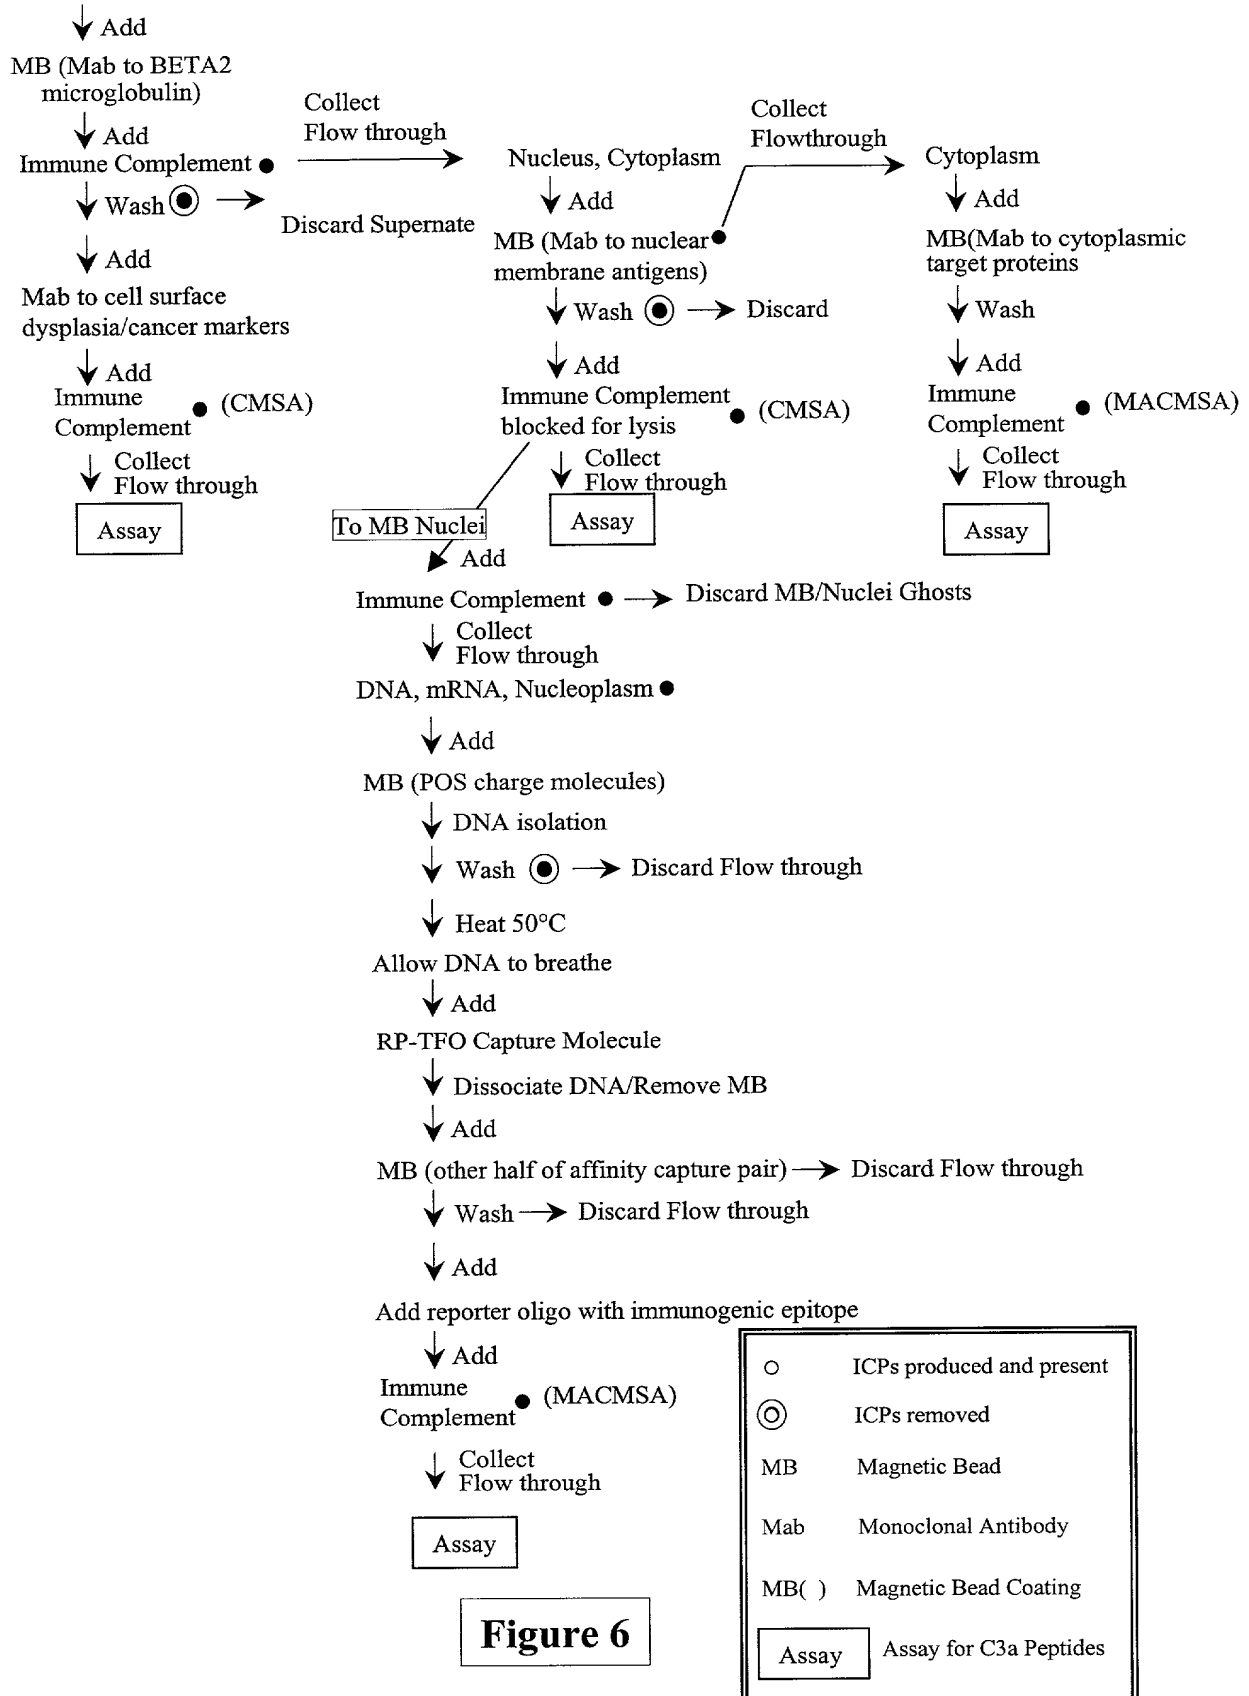 Add
MB (Mab to BETA2
microglobulin)
Add
Immune Complement
Wash
Discard Supernate
Add
Mab to cell surface
dysplasia/cancer markers
Add
Immune
Complement
(CMSA)
Collect
Flow through
Assay
Collect
Flow through
Nucleus, Cytoplasm
Add
MB (Mab to nuclear
membrane antigens)
Wash
Discard
Add
Immune Complement
blocked for lysis
(CMSA)
Collect
Flow through
Assay
Collect
Flowthrough
Cytoplasm
Add
MB(Mab to cytoplasmic
target proteins
Wash
Add
Immune
Complement
(MACMSA)
Collect
Flow through
Assay
To MB Nuclei
Add
Immune Complement
Discard MB/Nuclei Ghosts
Collect
Flow through
DNA, mRNA, Nucleoplasm
Add
MB (POS charge molecules)
DNA isolation
Wash
Discard Flow through
Heat 50°C
Allow DNA to breathe
Add
RP-TFO Capture Molecule
Dissociate DNA/Remove MB
Add
MB (other half of affinity capture pair)
Discard Flow through
Wash
Discard Flow through
Add
Add reporter oligo with immunogenic epitope
Add
Immune
Complement
(MACMSA)
Collect
Flow through
Assay
Figure 6
ICPs produced and present
ICPs removed
MB Magnetic Bead
Mab Monoclonal Antibody
MB( ) Magnetic Bead Coating
Assay Assay for C3a Peptides